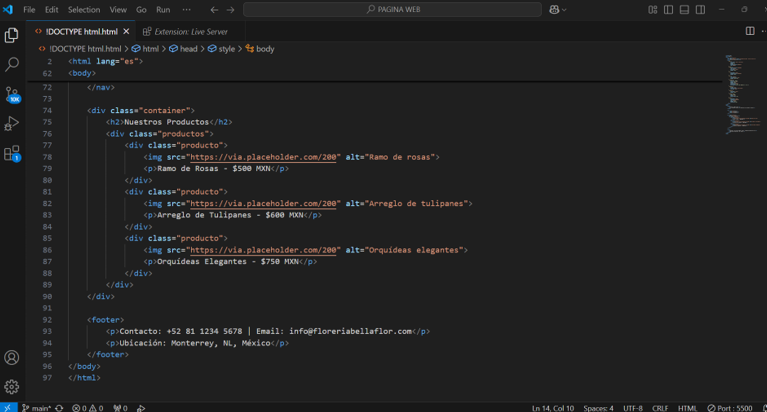 File Edit Selection View Go Run ··· PAGINA WEB
!DOCTYPE html.html Extension: Live Server
!DOCTYPE html.html > html > head > style > body
2 <html lang="es">
62 <body>
72 </nav>
73
74 <div class="container">
75 <h2>Nuestros Productos</h2>
76 <div class="productos">
77 <div class="producto">
78 <img src="https://via.placeholder.com/200" alt="Ramo de rosas">
79 <p>Ramo de Rosas - $500 MXN</p>
80 </div>
81 <div class="producto">
82 <img src="https://via.placeholder.com/200" alt="Arreglo de tulipanes">
83 <p>Arreglo de Tulipanes - $600 MXN</p>
84 </div>
85 <div class="producto">
86 <img src="https://via.placeholder.com/200" alt="Orquídeas elegantes">
87 <p>Orquídeas Elegantes - $750 MXN</p>
88 </div>
89 </div>
90 </div>
91
92 <footer>
93 <p>Contacto: +52 81 1234 5678 | Email: info@floreriabellaflor.com</p>
94 <p>Ubicación: Monterrey, NL, México</p>
95 </footer>
96 </body>
97 </html>
10K
1
main* 0 0 0 Ln 14, Col 10 Spaces: 4 UTF-8 CRLF HTML Port : 5500